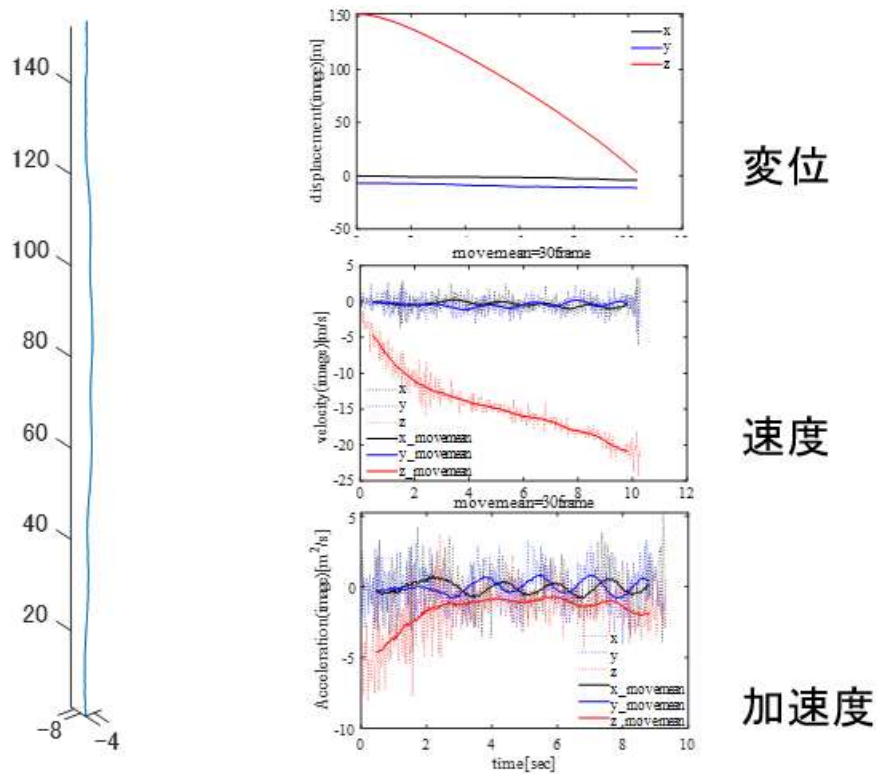 140
120
100
80
60
40
20
-8
-4
displacement(image)[m]
150
100
50
0
-50
x
y
z
変位
movemean=30frame
velocity(image)[m/s]
5
0
-5
-10
-15
-20
-25
x
y
z
x_movemean
y_movemean
z_movemean
0
2
4
6
8
10
12
速度
movemean=30frame
Acceleration(image)[m²/s]
5
0
-5
-10
x
y
z
x_movemean
y_movemean
z_movemean
0
2
4
6
8
10
time[sec]
加速度